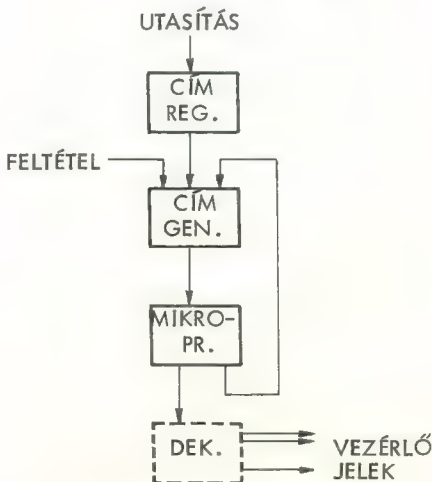 UTASÍTÁS
CÍM
REG.
FELTÉTEL
CÍM
GEN.
MIKRO-
PR.
DEK.
VEZÉRLŐ
JELEK